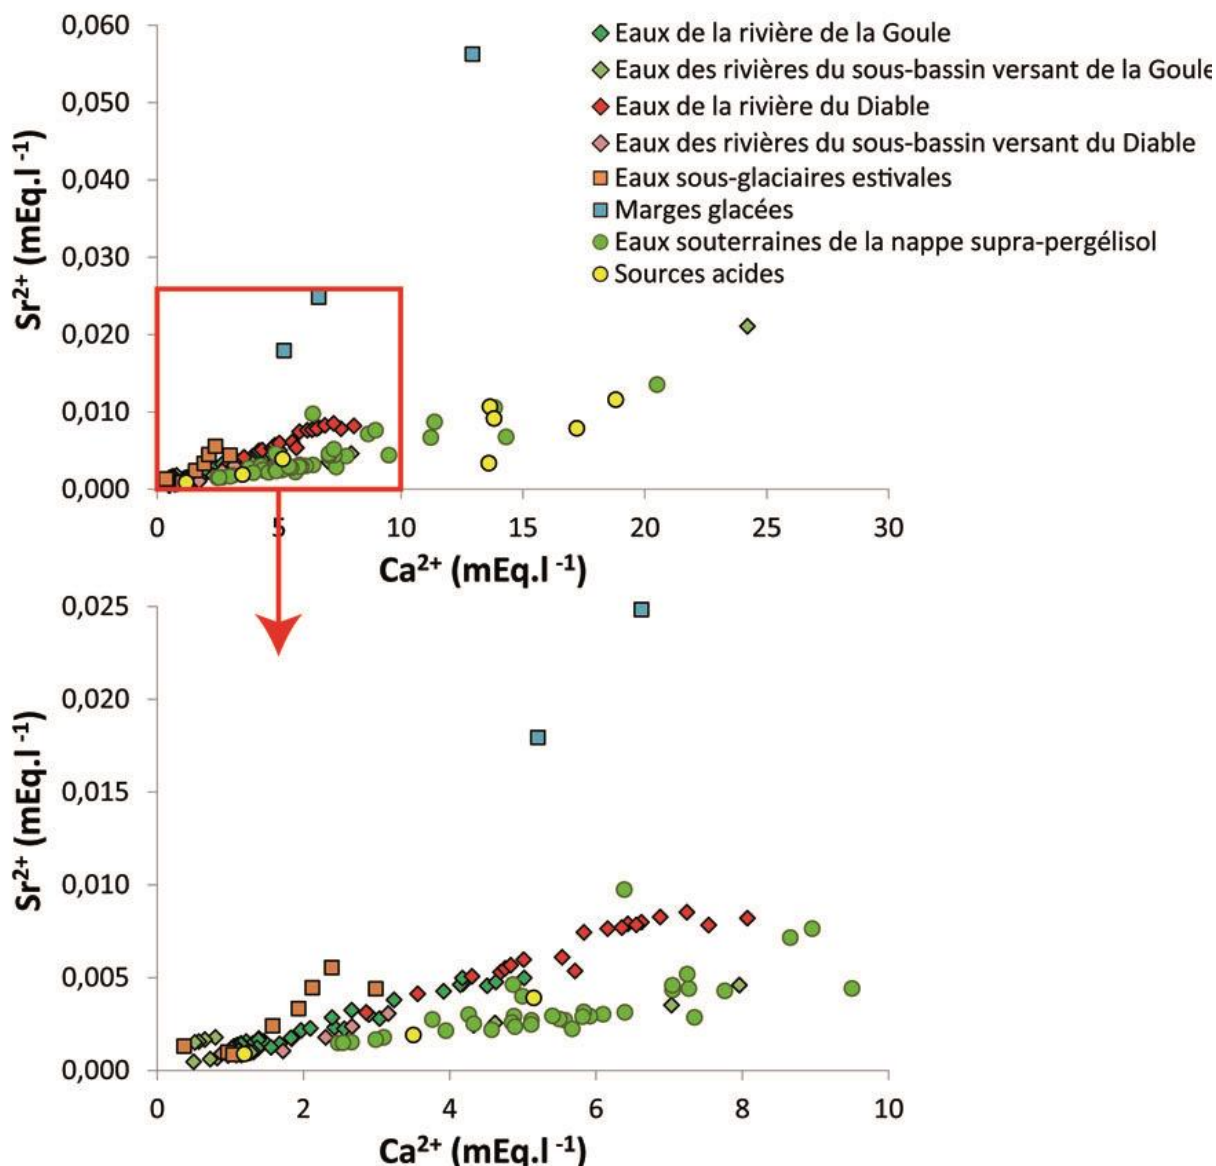 0,060
0,050
0,040
0,030
0,020
0,010
0,000
Sr2+ (mEq.l -1)
0
5
10
15
20
25
30
Ca2+ (mEq.l -1)
Eaux de la rivière de la Goule
Eaux des rivières du sous-bassin versant de la Goule
Eaux de la rivière du Diable
Eaux des rivières du sous-bassin versant du Diable
Eaux sous-glaciaires estivales
Marges glacées
Eaux souterraines de la nappe supra-pergélisol
Sources acides
0,025
0,020
0,015
0,010
0,005
0,000
Sr2+ (mEq.l -1)
0
2
4
6
8
10
Ca2+ (mEq.l -1)